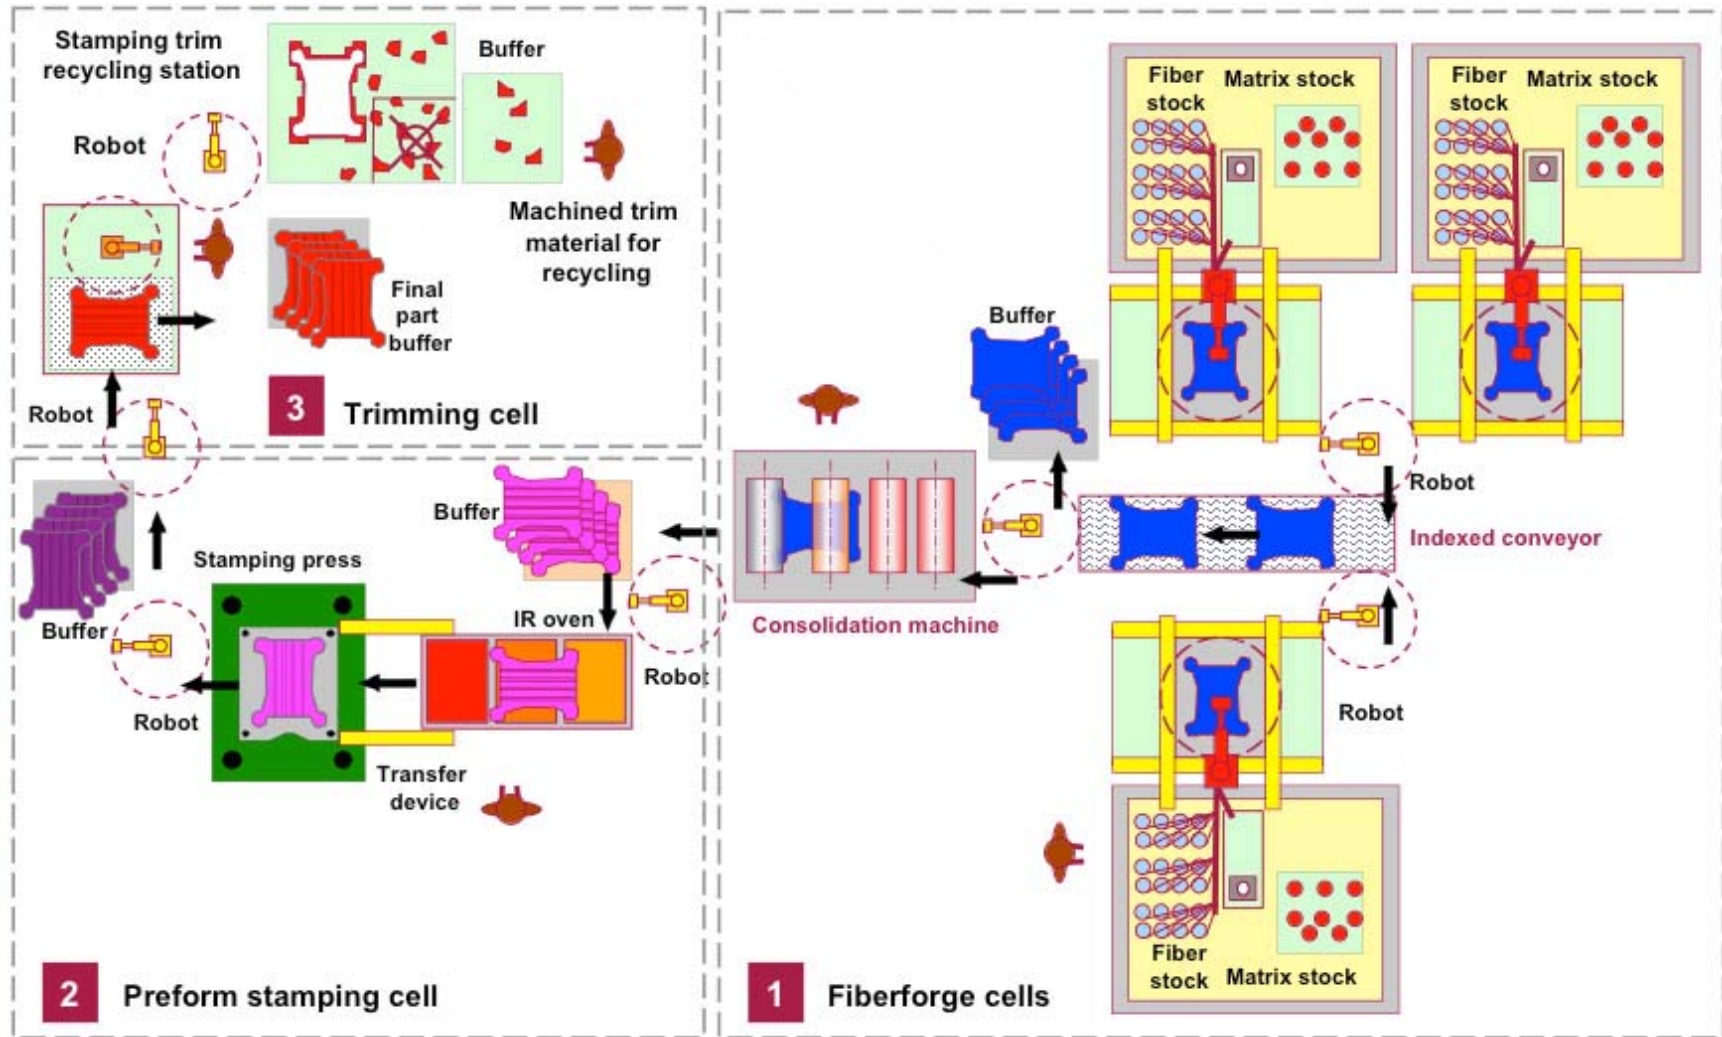 Stamping trim
recycling station
Buffer
Robot
Machined trim
material for
recycling
Final
part
buffer
Robot
3
Trimming cell
Buffer
Stamping press
IR oven
Buffer
Robot
Robot
Transfer
device
2
Preform stamping cell
Fiber
stock
Matrix stock
Fiber
stock
Matrix stock
Buffer
Robot
Indexed conveyor
Consolidation machine
Robot
Fiber
stock
Matrix stock
1
Fiberforge cells